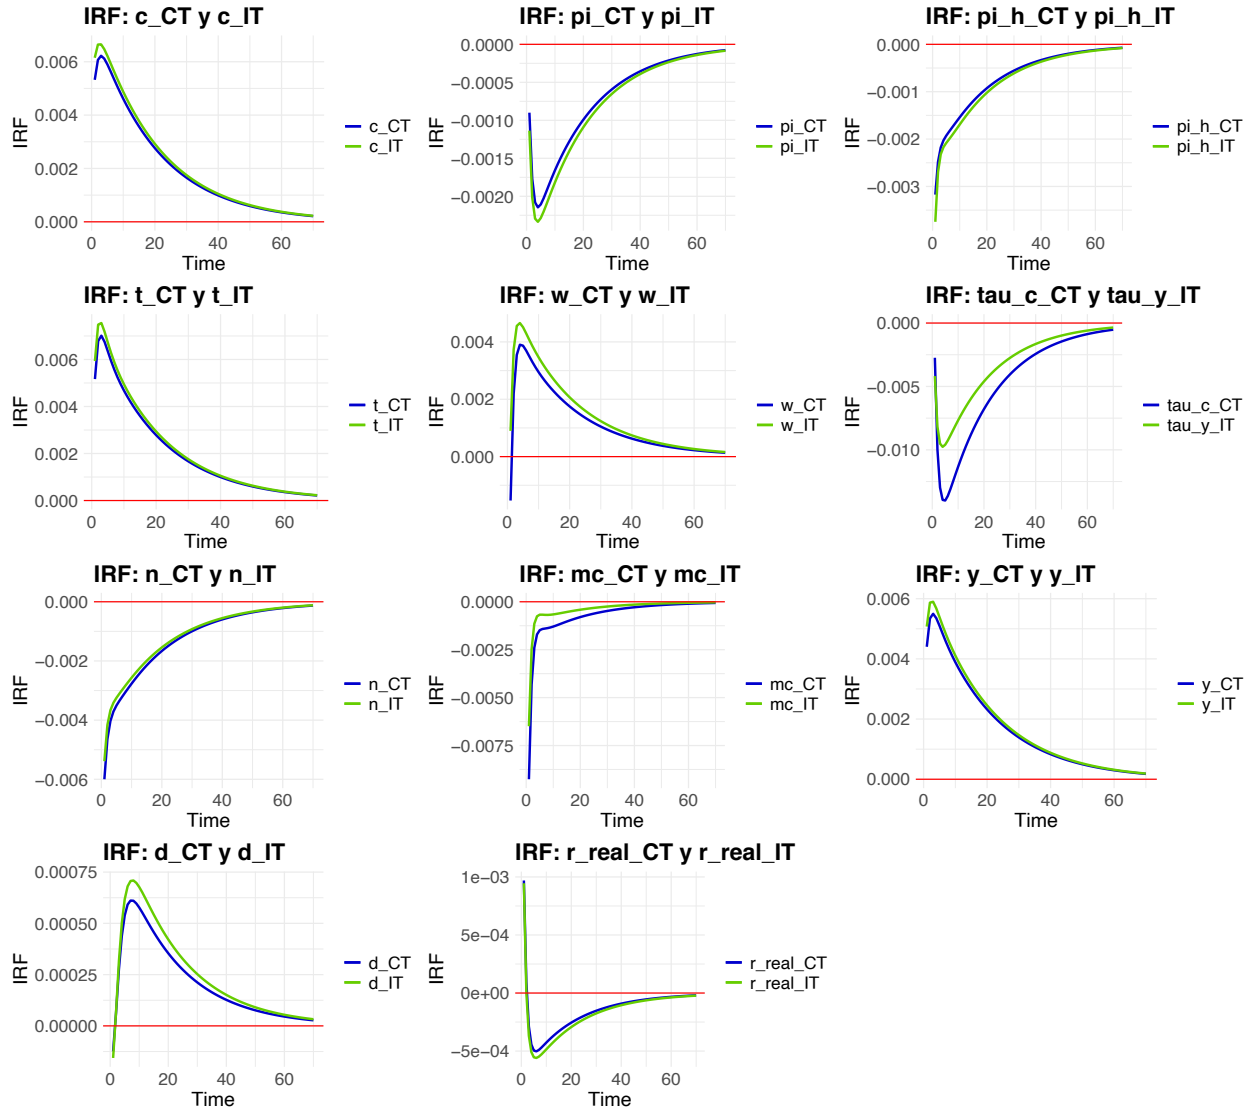 IRF: c_CT y c_IT
IRF: pi_CT y pi_IT
IRF: pi_h_CT y pi_h_IT
0.006
0.004
0.002
0.000
IRF
0 20 40 60
Time
c_CT
c_IT
0.0000
−0.0005
−0.0010
−0.0015
−0.0020
IRF
0 20 40 60
Time
pi_CT
pi_IT
0.000
−0.001
−0.002
−0.003
IRF
0 20 40 60
Time
pi_h_CT
pi_h_IT
IRF: t_CT y t_IT
IRF: w_CT y w_IT
IRF: tau_c_CT y tau_y_IT
0.006
0.004
0.002
0.000
IRF
0 20 40 60
Time
t_CT
t_IT
0.004
0.002
0.000
IRF
0 20 40 60
Time
w_CT
w_IT
0.000
−0.005
−0.010
IRF
0 20 40 60
Time
tau_c_CT
tau_y_IT
IRF: n_CT y n_IT
IRF: mc_CT y mc_IT
IRF: y_CT y y_IT
0.000
−0.002
−0.004
−0.006
IRF
0 20 40 60
Time
n_CT
n_IT
0.0000
−0.0025
−0.0050
−0.0075
IRF
0 20 40 60
Time
mc_CT
mc_IT
0.006
0.004
0.002
0.000
IRF
0 20 40 60
Time
y_CT
y_IT
IRF: d_CT y d_IT
IRF: r_real_CT y r_real_IT
0.00075
0.00050
0.00025
0.00000
IRF
0 20 40 60
Time
d_CT
d_IT
1e−03
5e−04
0e+00
−5e−04
IRF
0 20 40 60
Time
r_real_CT
r_real_IT